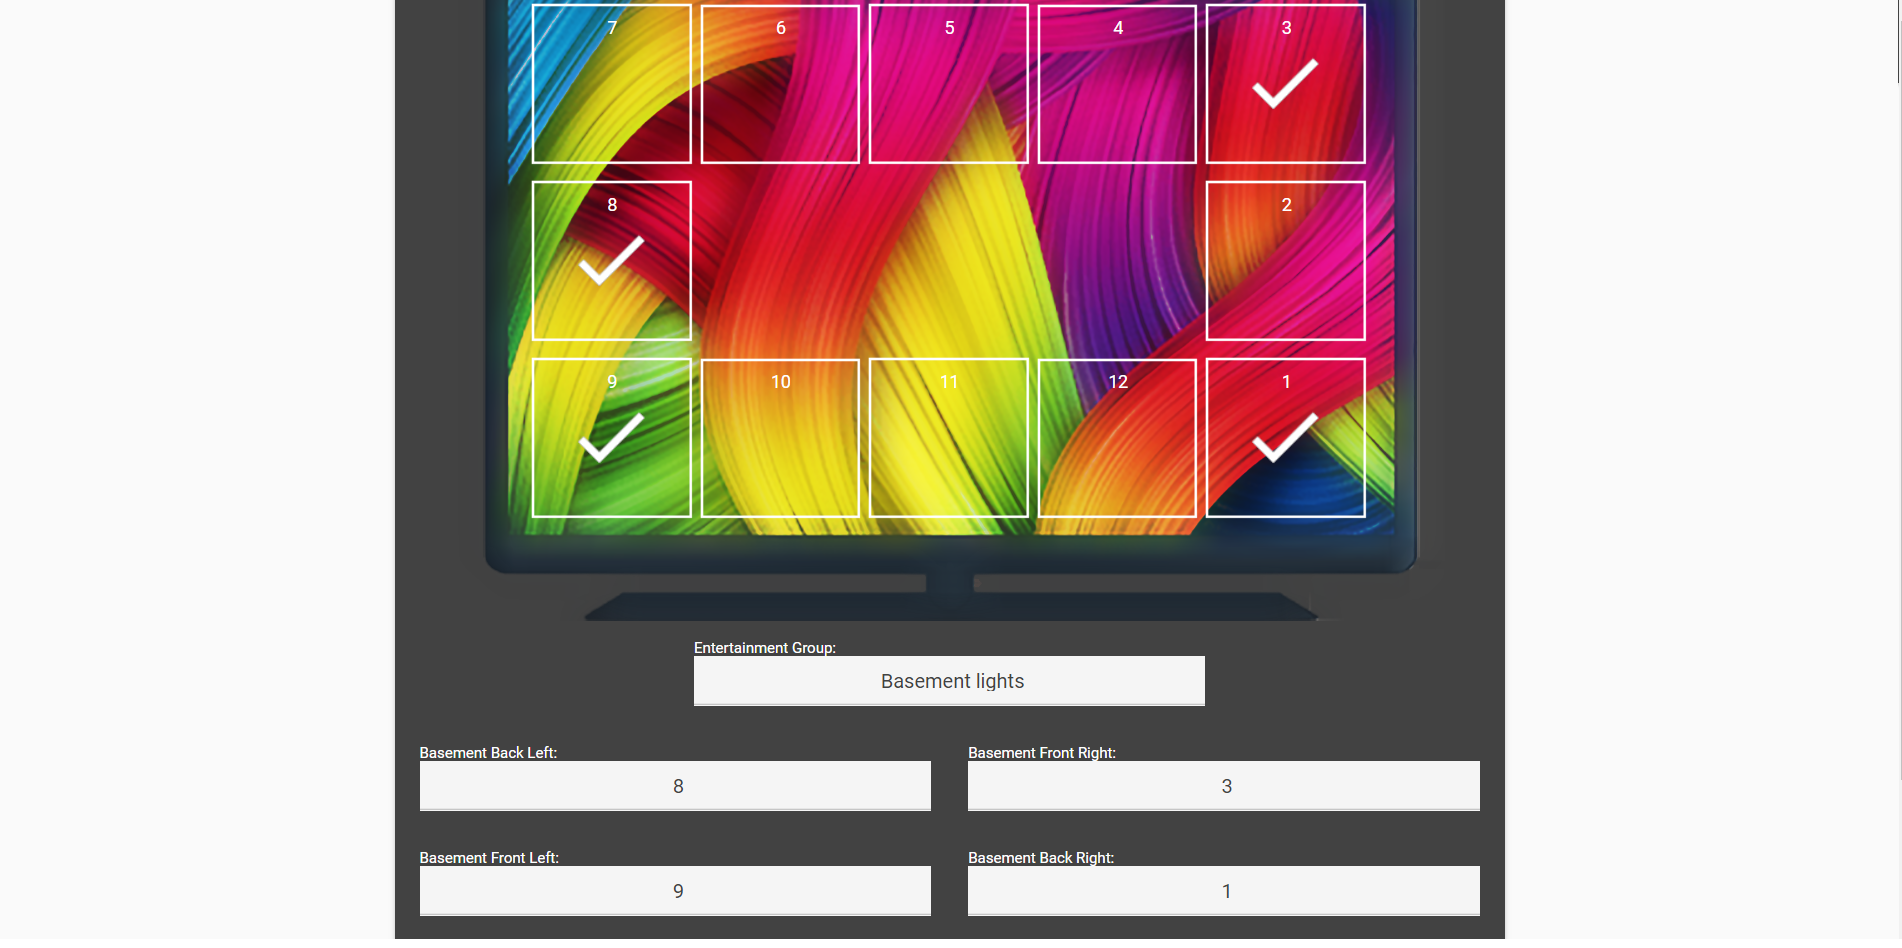 7 6 5 4 3
8 2
9 10 11 12 1
Entertainment Group:
Basement lights
Basement Back Left: Basement Front Right:
8 3
Basement Front Left: Basement Back Right:
9 1